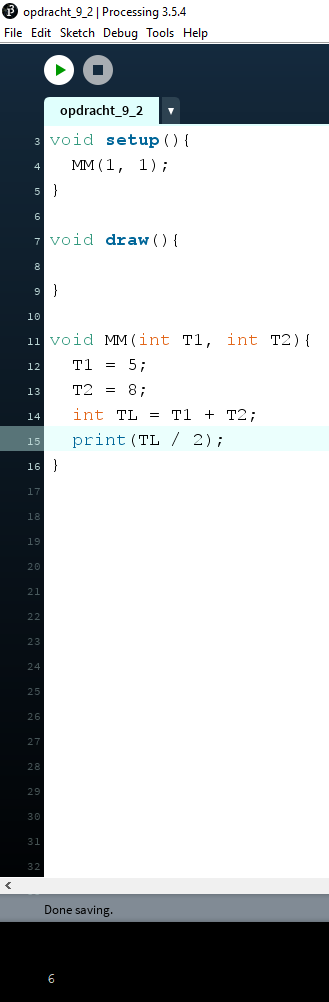 opdracht_9_2 | Processing 3.5.4
File Edit Sketch Debug Tools Help
opdracht_9_2 ▼
3 void setup(){
4   MM(1, 1);
5 }
6
7 void draw(){
8
9 }
10
11 void MM(int T1, int T2){
12   T1 = 5;
13   T2 = 8;
14   int TL = T1 + T2;
15   print(TL / 2);
16 }
17
18
19
20
21
22
23
24
25
26
27
28
29
30
31
32
Done saving.
6